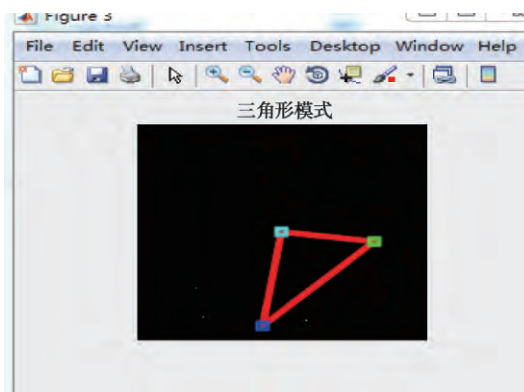 Figure 3
File Edit View Insert Tools Desktop Window Help
三角形模式